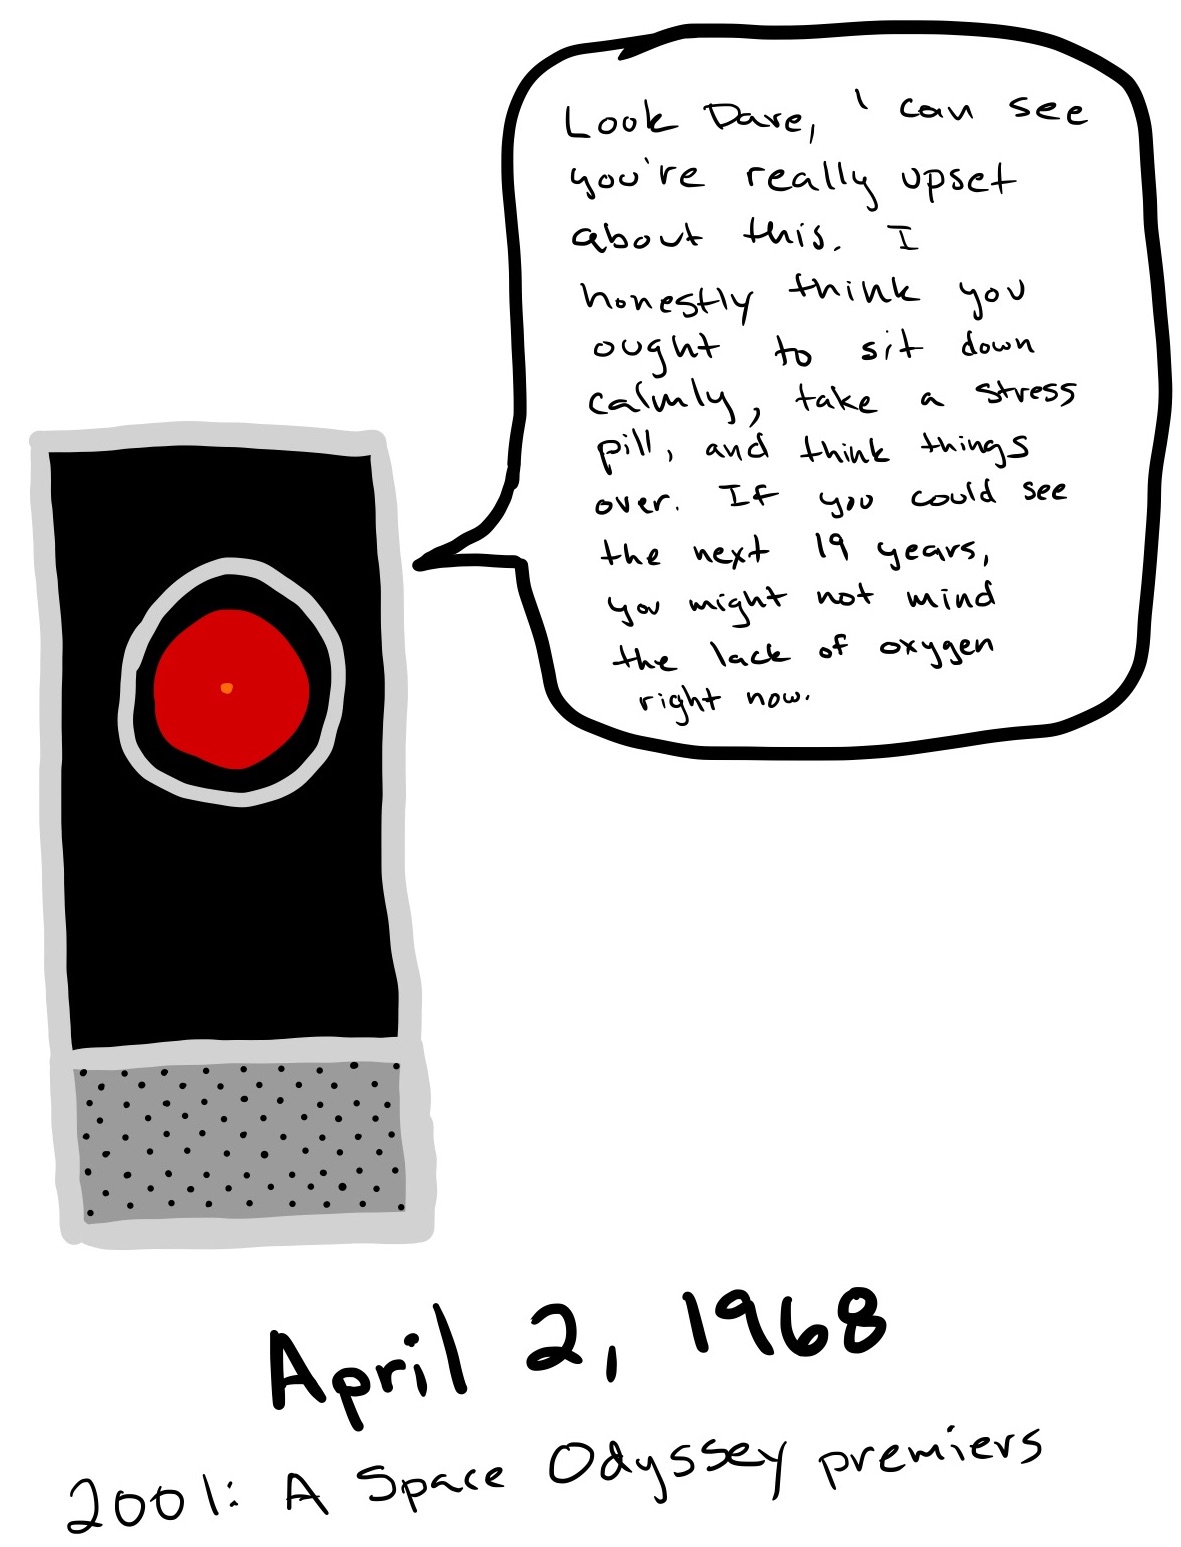 Look Dave, I can see
you're really upset
about this. I
honestly think you
ought to sit down
calmly, take a stress
pill, and think things
over. If you could see
the next 19 years,
you might not mind
the lack of oxygen
right now.
April 2, 1968
2001: A Space Odyssey premiers